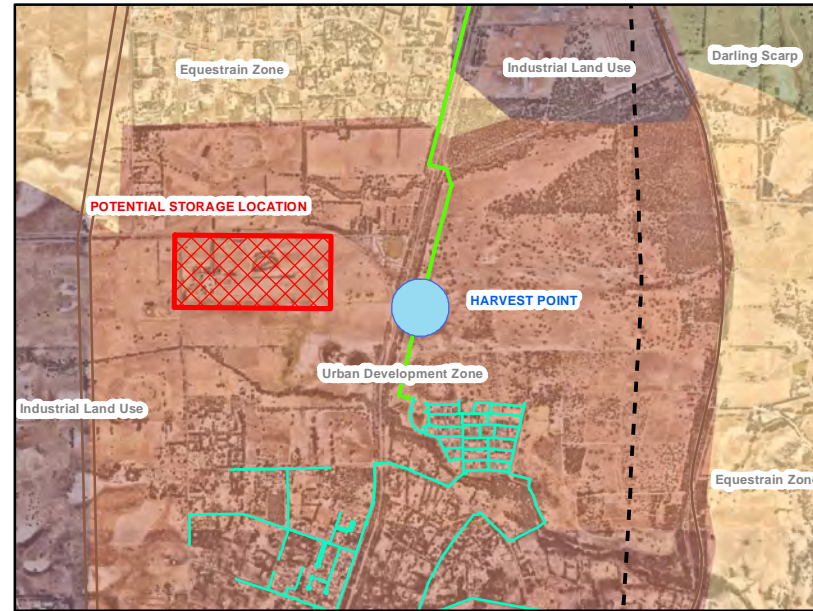 Equestrain Zone
Industrial Land Use
Darling Scarp
POTENTIAL STORAGE LOCATION
HARVEST POINT
Urban Development Zone
Industrial Land Use
Equestrain Zone